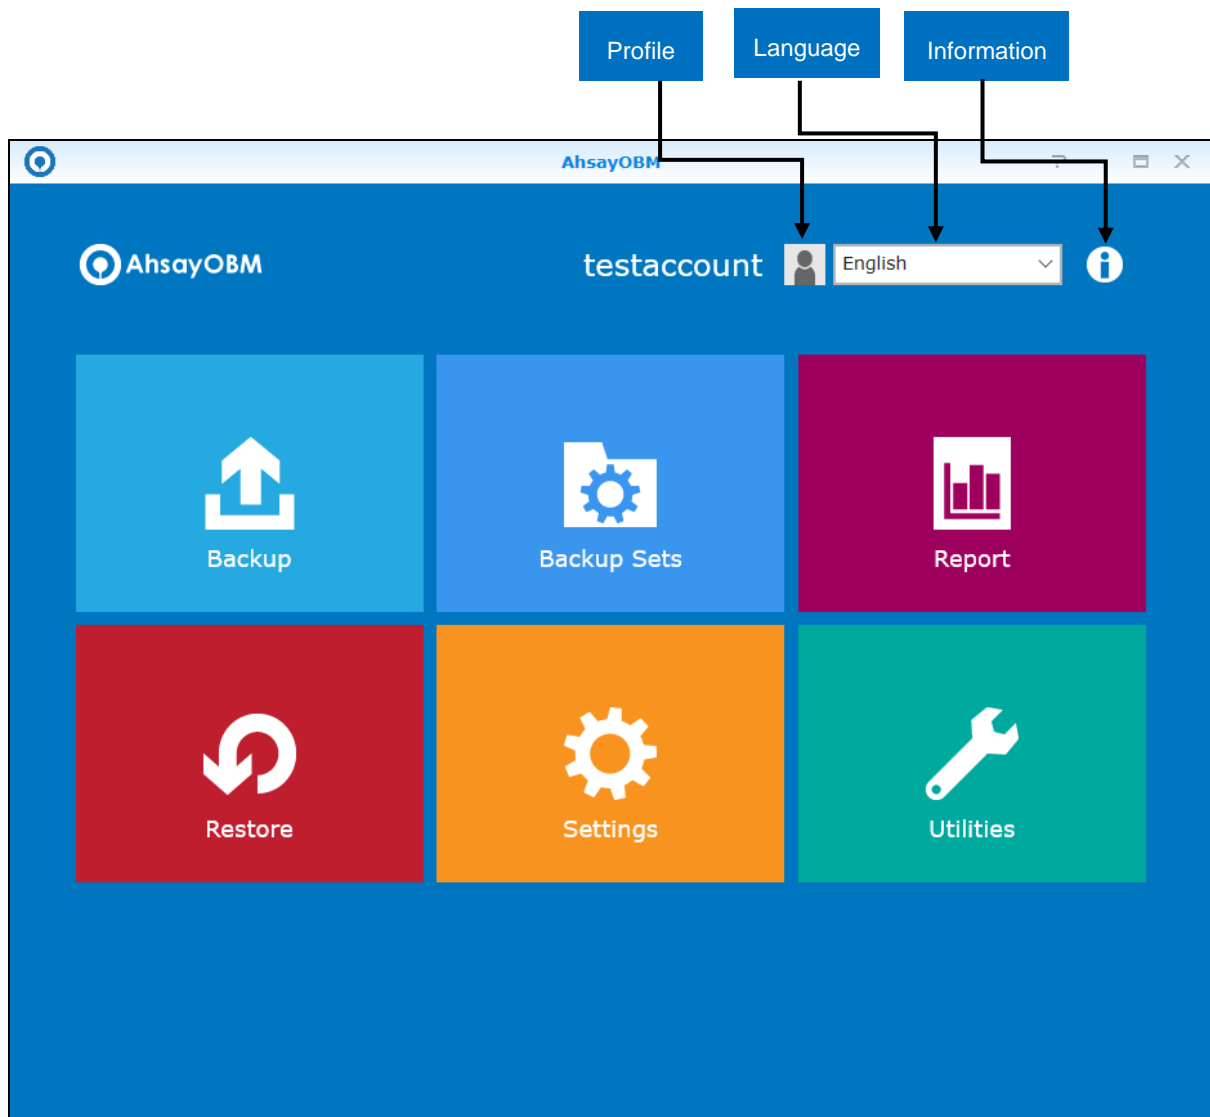 Profile
Language
Information
AhsayOBM
AhsayOBM
testaccount
English
Backup
Backup Sets
Report
Restore
Settings
Utilities